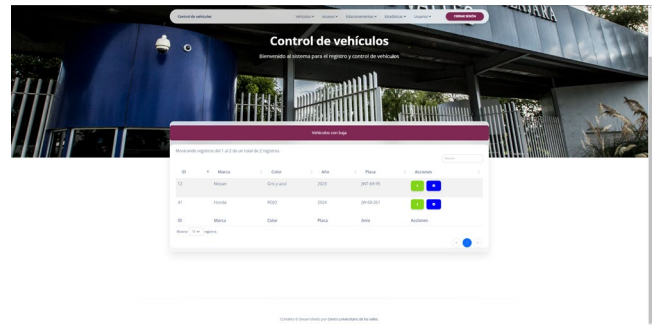 Control de vehículos Vehículos Accesos Estacionamientos Estadísticas Usuarios CERRAR SESIÓN
Control de vehículos
Bienvenido al sistema para el registro y control de vehículos
Vehículos con baja
Mostrando registros del 1 al 2 de un total de 2 registros
ID Marca Color Año Placa Acciones
Nissan Gris y azul 2023
41 Honda ROJO 2024
ID Marca Color Placa Acciones
Mostrar 10 registros
1